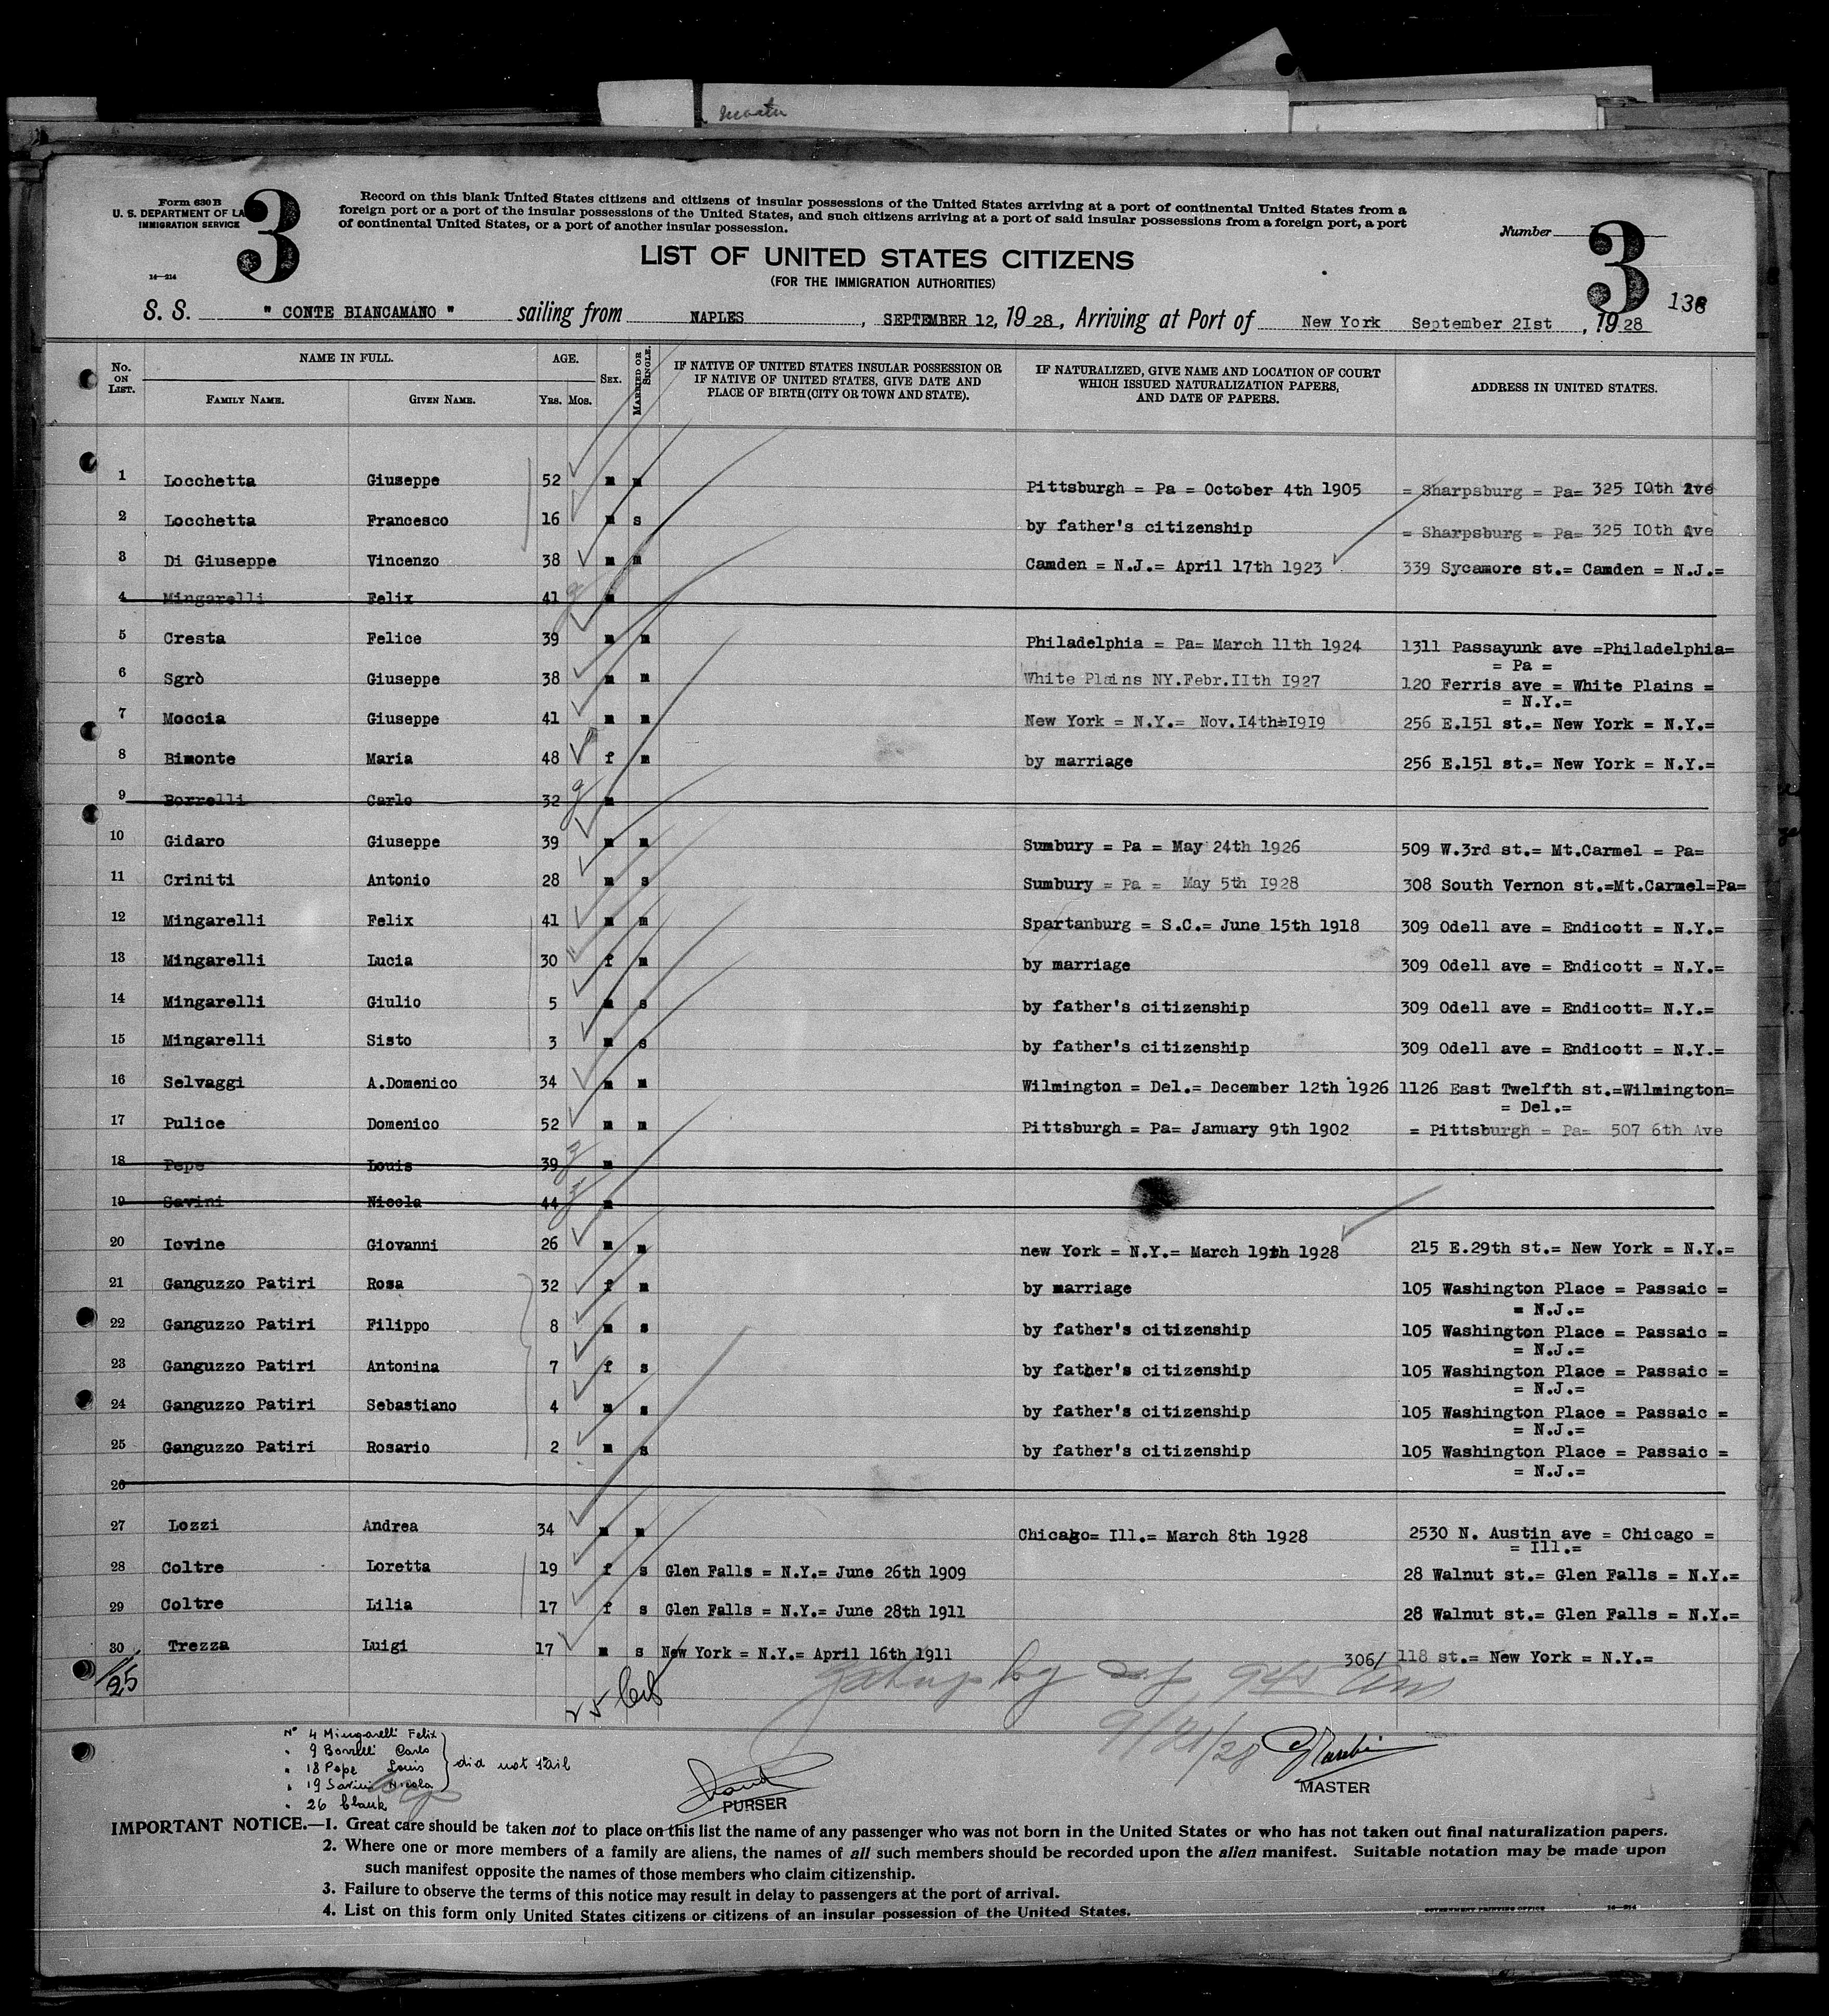 Form 630 B
U. S. DEPARTMENT OF LA
IMMIGRATION SERVICE
14—214
3
Record on this blank United States citizens and citizens of insular possessions of the United States arriving at a port of continental United States from a
foreign port or a port of the insular possessions of the United States, and such citizens arriving at a port of said insular possessions from a foreign port, a port
of continental United States, or a port of another insular possession.
Number
3
138
LIST OF UNITED STATES CITIZENS
(FOR THE IMMIGRATION AUTHORITIES)
S. S. " CONTE BIANCAMANO " sailing from NAPLES, SEPTEMBER 12, 1928, Arriving at Port of New York September 2Ist, 1928
No. ON LIST. NAME IN FULL. FAMILY NAME. GIVEN NAME. AGE. YRS. MOS. SEX. MARRIED OR SINGLE. IF NATIVE OF UNITED STATES INSULAR POSSESSION OR IF NATIVE OF UNITED STATES, GIVE DATE AND PLACE OF BIRTH (CITY OR TOWN AND STATE). IF NATURALIZED, GIVE NAME AND LOCATION OF COURT WHICH ISSUED NATURALIZATION PAPERS, AND DATE OF PAPERS. ADDRESS IN UNITED STATES.
1 Locchetta Giuseppe 52 m m Pittsburgh = Pa = October 4th 1905 = Sharpsburg = Pa= 325 I0th Ave
2 Locchetta Francesco 16 m s by father's citizenship = Sharpsburg = Pa= 325 I0th Ave
3 Di Giuseppe Vincenzo 38 m m Camden = N.J.= April 17th 1923 339 Sycamore st.= Camden = N.J.=
4 Mingarelli Felix 41 m
5 Cresta Felice 39 m m Philadelphia = Pa= March 11th 1924 1311 Passayunk ave =Philadelphia=
= Pa =
6 Sgrò Giuseppe 38 m m White Plains NY.Febr.IIth I927 120 Ferris ave = White Plains =
= N.Y.=
7 Moccia Giuseppe 41 m m New York = N.Y.= Nov.I4th=I9I9 256 E.151 st.= New York = N.Y.=
8 Bimonte Maria 48 f m by marriage 256 E.151 st.= New York = N.Y.=
9 Borrelli Carlo 32 m
10 Gidaro Giuseppe 39 m m Sumbury = Pa = May 24th 1926 509 W.3rd st.= Mt.Carmel = Pa=
11 Criniti Antonio 28 m s Sumbury = Pa = May 5th I928 308 South Vernon st.=Mt.Carmel=Pa=
12 Mingarelli Felix 41 m m Spartanburg = S.C.= June 15th 1918 309 Odell ave = Endicott = N.Y.=
13 Mingarelli Lucia 30 f m by marriage 309 Odell ave = Endicott = N.Y.=
14 Mingarelli Giulio 5 m s by father's citizenship 309 Odell ave = Endicott= N.Y.=
15 Mingarelli Sisto 3 m s by father's citizenship 309 Odell ave = Endicott = N.Y.=
16 Selvaggi A.Domenico 34 m m Wilmington = Del.= December 12th 1926 1126 East Twelfth st.=Wilmington=
= Del.=
17 Pulice Domenico 52 m m Pittsburgh = Pa= January 9th 1902 = Pittsburgh = Pa= 507 6th Ave
18 Pepe Louis 39 m
19 Savini Nicola 44 m
20 Iovine Giovanni 26 m m new York = N.Y.= March 19th 1928 215 E.29th st.= New York = N.Y.=
21 Ganguzzo Patiri Rosa 32 f m by marriage 105 Washington Place = Passaic =
= N.J.=
22 Ganguzzo Patiri Filippo 8 m s by father's citizenship 105 Washington Place = Passaic =
= N.J.=
23 Ganguzzo Patiri Antonina 7 f s by father's citizenship 105 Washington Place = Passaic =
= N.J.=
24 Ganguzzo Patiri Sebastiano 4 m s by father's citizenship 105 Washington Place = Passaic =
= N.J.=
25 Ganguzzo Patiri Rosario 2 m s by father's citizenship 105 Washington Place = Passaic =
= N.J.=
26
27 Lozzi Andrea 34 m m Chicago= Ill.= March 8th 1928 2530 N. Austin ave = Chicago =
= Ill.=
28 Coltre Loretta 19 f s Glen Falls = N.Y.= June 26th 1909 28 Walnut st.= Glen Falls = N.Y.=
29 Coltre Lilia 17 f s Glen Falls = N.Y.= June 28th 1911 28 Walnut st.= Glen Falls = N.Y.=
30 Trezza Luigi 17 m s New York = N.Y.= April 16th 1911 306/ 118 st.= New York = N.Y.=
25
25
9/21/28
N° 4 Mingarelli Felix
" 9 Borrelli Carlo
" 18 Pepe Louis
" 19 Savini Nicola
did not sail
" 26 blank
PURSER
MASTER
IMPORTANT NOTICE.—1. Great care should be taken not to place on this list the name of any passenger who was not born in the United States or who has not taken out final naturalization papers.
2. Where one or more members of a family are aliens, the names of all such members should be recorded upon the alien manifest. Suitable notation may be made upon
such manifest opposite the names of those members who claim citizenship.
3. Failure to observe the terms of this notice may result in delay to passengers at the port of arrival.
4. List on this form only United States citizens or citizens of an insular possession of the United States.
GOVERNMENT PRINTING OFFICE 14—214